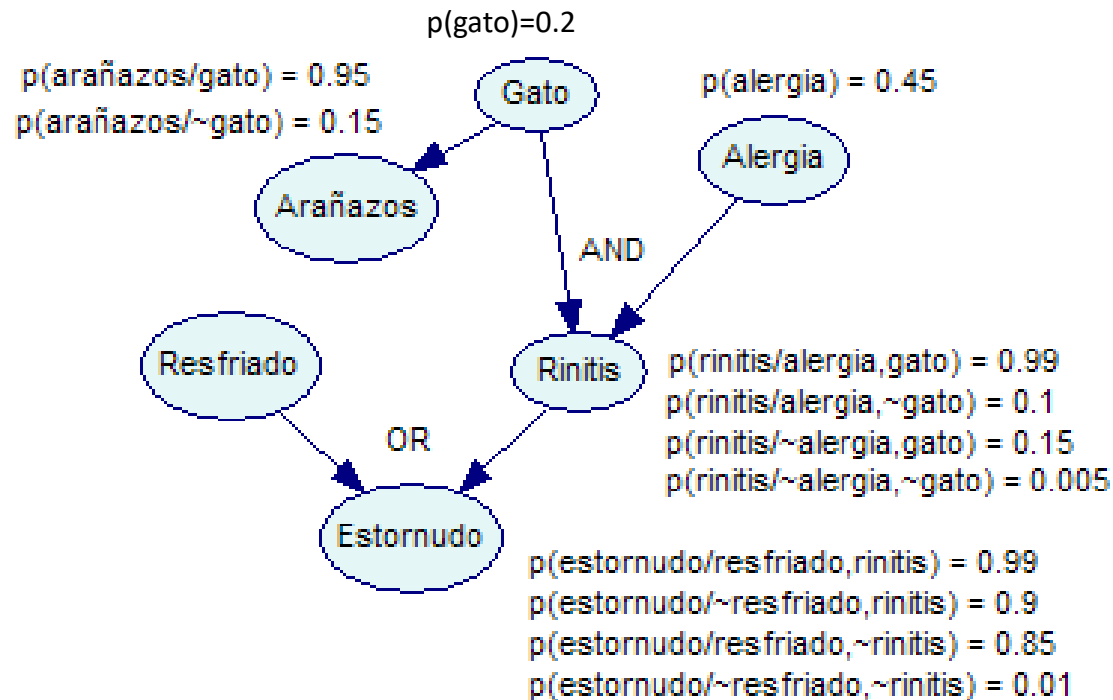 p(gato)=0.2
p(arañazos/gato) = 0.95
p(arañazos/~gato) = 0.15
Gato
p(alergia) = 0.45
Alergia
Arañazos
AND
Resfriado
Rinitis
p(rinitis/alergia,gato) = 0.99
p(rinitis/alergia,~gato) = 0.1
p(rinitis/~alergia,gato) = 0.15
p(rinitis/~alergia,~gato) = 0.005
OR
Estornudo
p(estornudo/resfriado,rinitis) = 0.99
p(estornudo/~resfriado,rinitis) = 0.9
p(estornudo/resfriado,~rinitis) = 0.85
p(estornudo/~resfriado,~rinitis) = 0.01